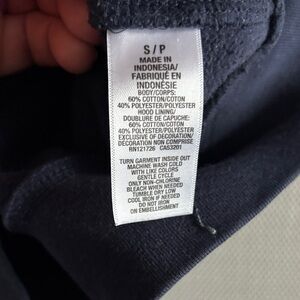 S / P
MADE IN
INDONESIA/
FABRIQUÉ EN
INDONÉSIE
BODY/CORPS:
60% COTTON/COTON
40% POLYESTER/POLYESTER
HOOD LINING/
DOUBLURE DE CAPUCHE:
60% COTTON/COTON
40% POLYESTER/POLYESTER
EXCLUSIVE OF DECORATION/
DECORATION NON COMPRISE
RN121726 CA53201
TURN GARMENT INSIDE OUT
MACHINE WASH COLD
WITH LIKE COLORS
GENTLE CYCLE
ONLY NON-CHLORINE
BLEACH WHEN NEEDED
TUMBLE DRY LOW
COOL IRON IF NEEDED
DO NOT IRON
ON EMBELLISHMENT